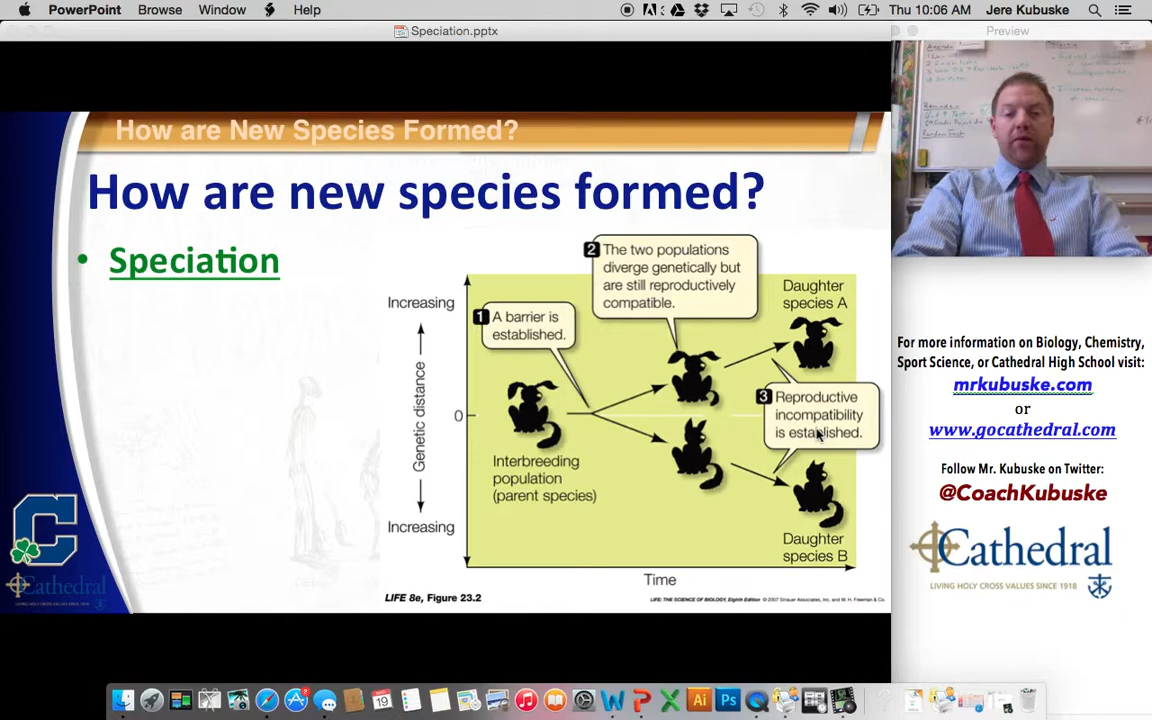 PowerPoint Browse Window Help Thu 10:06 AM Jere Kubuske
Speciation.pptx
Preview
How are New Species Formed?
How are new species formed?
• Speciation
Increasing
Genetic distance
0
Increasing
1 A barrier is
established.
2 The two populations
diverge genetically but
are still reproductively
compatible.
3 Reproductive
incompatibility
is established.
Interbreeding
population
(parent species)
Daughter
species A
Daughter
species B
Time
LIFE 8e, Figure 23.2
LIFE: THE SCIENCE OF BIOLOGY, Eighth Edition © 2007 Sinauer Associates, Inc. and W. H. Freeman & Co.
C
Cathedral
For more information on Biology, Chemistry,
Sport Science, or Cathedral High School visit:
mrkubuske.com
or
www.gocathedral.com
Follow Mr. Kubuske on Twitter:
@CoachKubuske
Cathedral
LIVING HOLY CROSS VALUES SINCE 1918
19
Ai
Ps